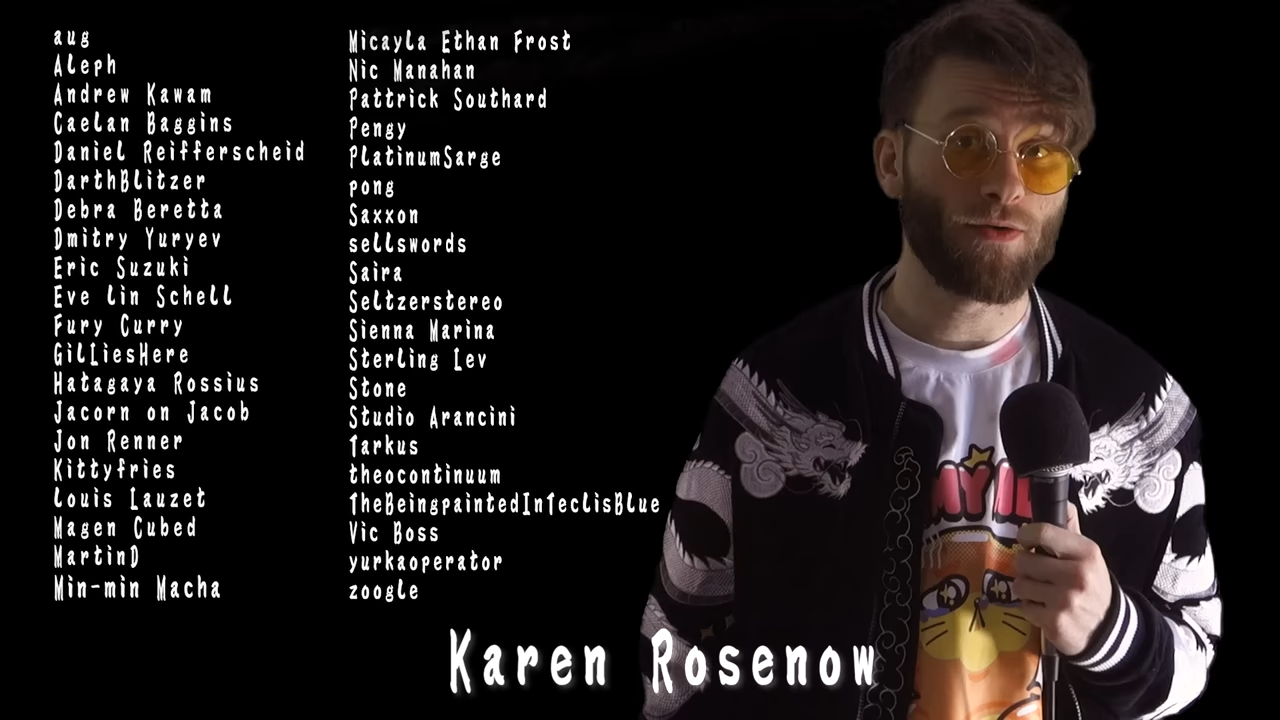 aug
Aleph
Andrew Kawam
Caelan Baggins
Daniel Reifferscheid
DarthBlitzer
Debra Beretta
Dmitry Yuryev
Eric Suzuki
Eve lin Schell
Fury Curry
GilLiesHere
Hatagaya Rossius
Jacorn on Jacob
Jon Renner
Kittyfries
Louis Lauzet
Magen Cubed
MartinD
Min-min Macha
Micayla Ethan Frost
Nic Manahan
Pattrick Southard
Pengy
PlatinumSarge
pong
Saxxon
sellswords
Saira
Seltzerstereo
Sienna Marina
Sterling Lev
Stone
Studio Arancini
Tarkus
theocontinuum
TheBeingpaintedInTeclisBlue
Vic Boss
yurkaoperator
zoogle
Karen Rosenow